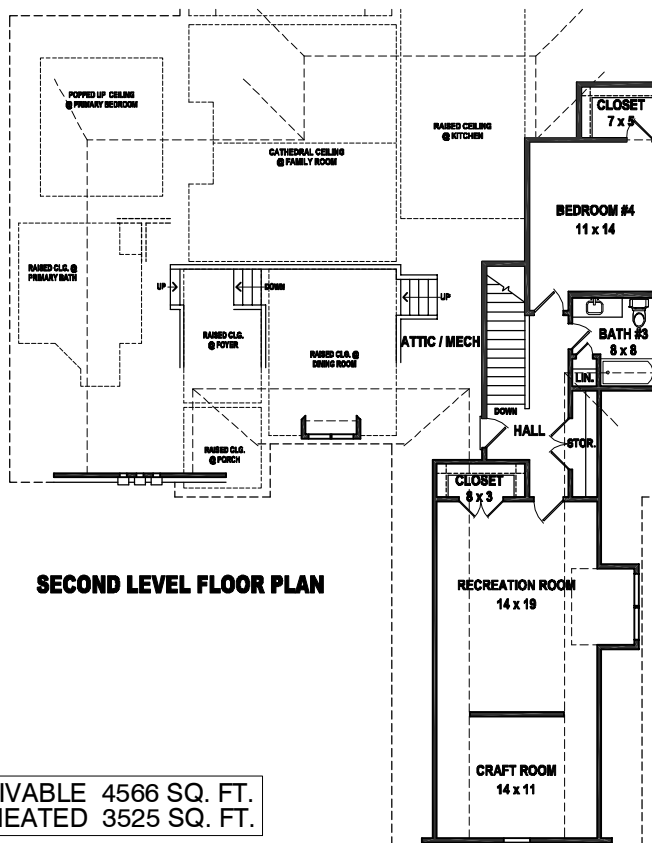 POPPED UP CEILING
@ PRIMARY BEDROOM
CATHEDRAL CEILING
@ FAMILY ROOM
RAISED CEILING
@ KITCHEN
CLOSET
7 x 5
BEDROOM #4
11 x 14
RAISED CLG. @
PRIMARY BATH
UP
DOWN
UP
RAISED CLG.
@ FOYER
RAISED CLG. @
DINING ROOM
ATTIC / MECH
BATH #3
8 x 8
LIN.
DOWN
HALL
STOR.
RAISED CLG.
@ PORCH
CLOSET
8 x 3
SECOND LEVEL FLOOR PLAN
RECREATION ROOM
14 x 19
CRAFT ROOM
14 x 11
IVABLE 4566 SQ. FT.
HEATED 3525 SQ. FT.